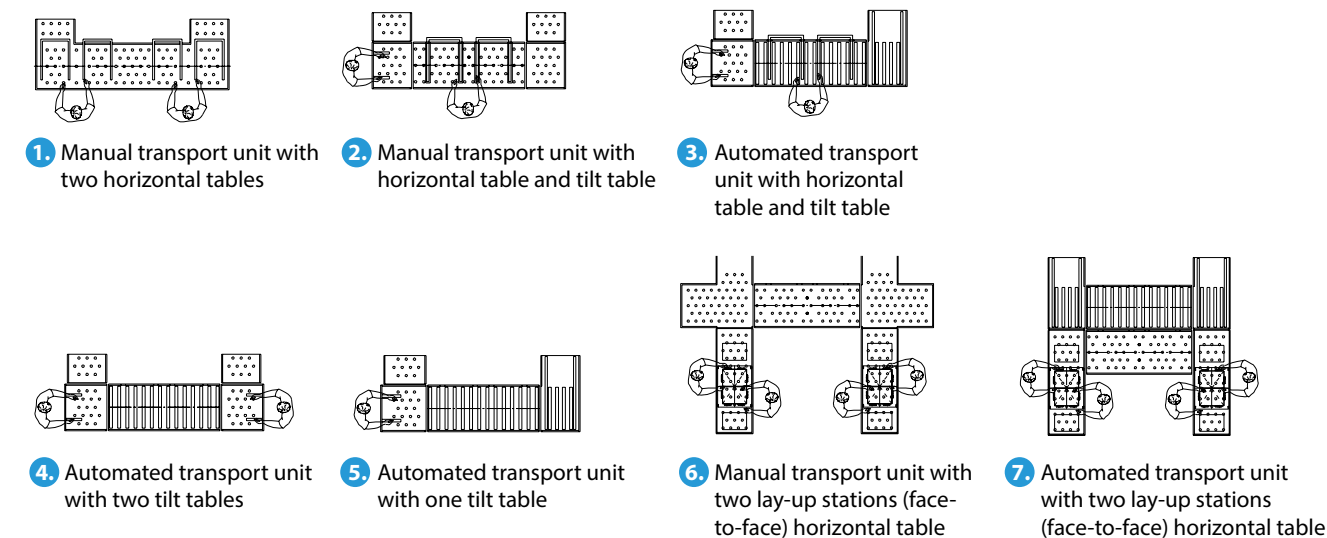 1. Manual transport unit with
two horizontal tables
2. Manual transport unit with
horizontal table and tilt table
3. Automated transport
unit with horizontal
table and tilt table
4. Automated transport unit
with two tilt tables
5. Automated transport unit
with one tilt table
6. Manual transport unit with
two lay-up stations (face-
to-face) horizontal table
7. Automated transport unit
with two lay-up stations
(face-to-face) horizontal table